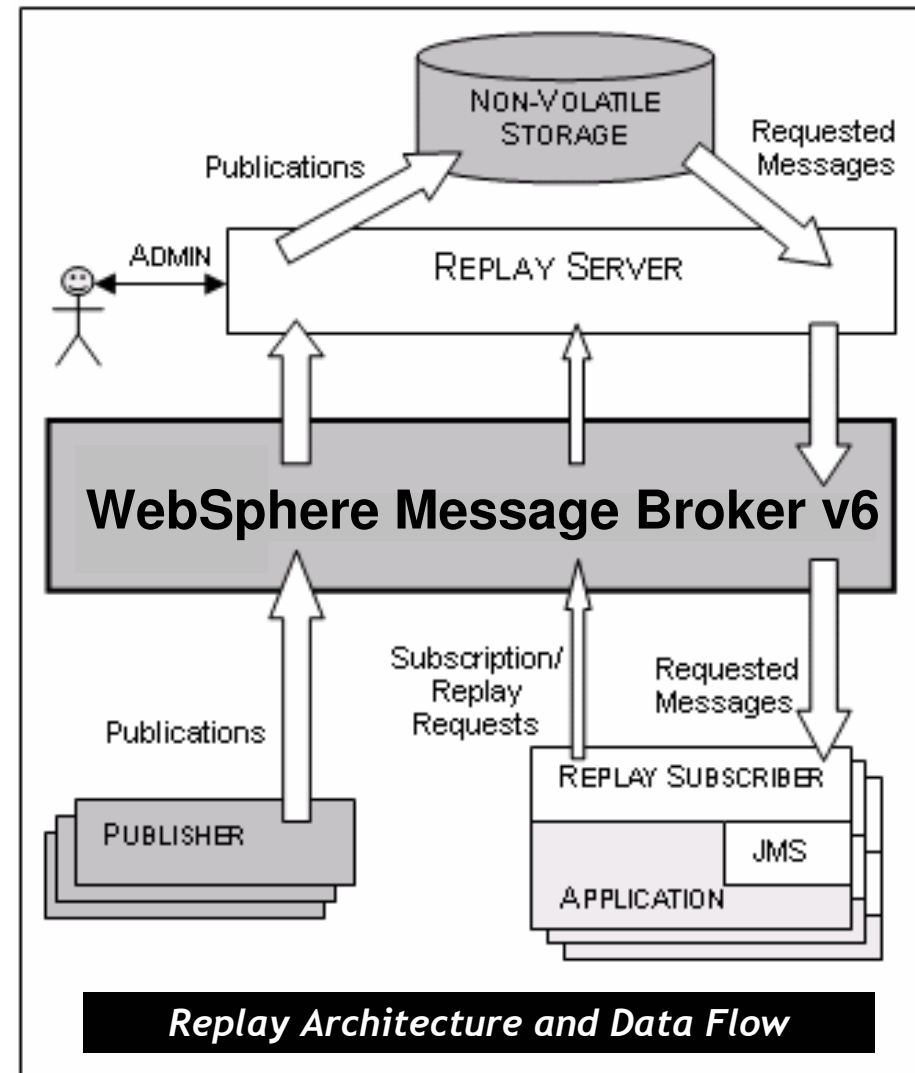 NON-VOLATILE
STORAGE
Publications
Requested
Messages
ADMIN
REPLAY SERVER
WebSphere Message Broker v6
Subscription/
Replay
Requests
Requested
Messages
Publications
REPLAY SUBSCRIBER
PUBLISHER
JMS
APPLICATION
Replay Architecture and Data Flow